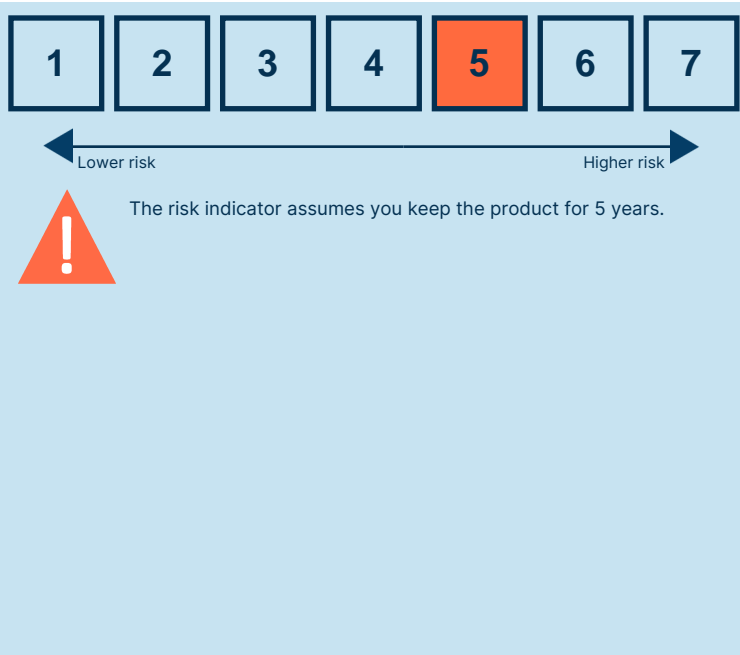 1 2 3 4 5 6 7
Lower risk Higher risk
The risk indicator assumes you keep the product for 5 years.
!